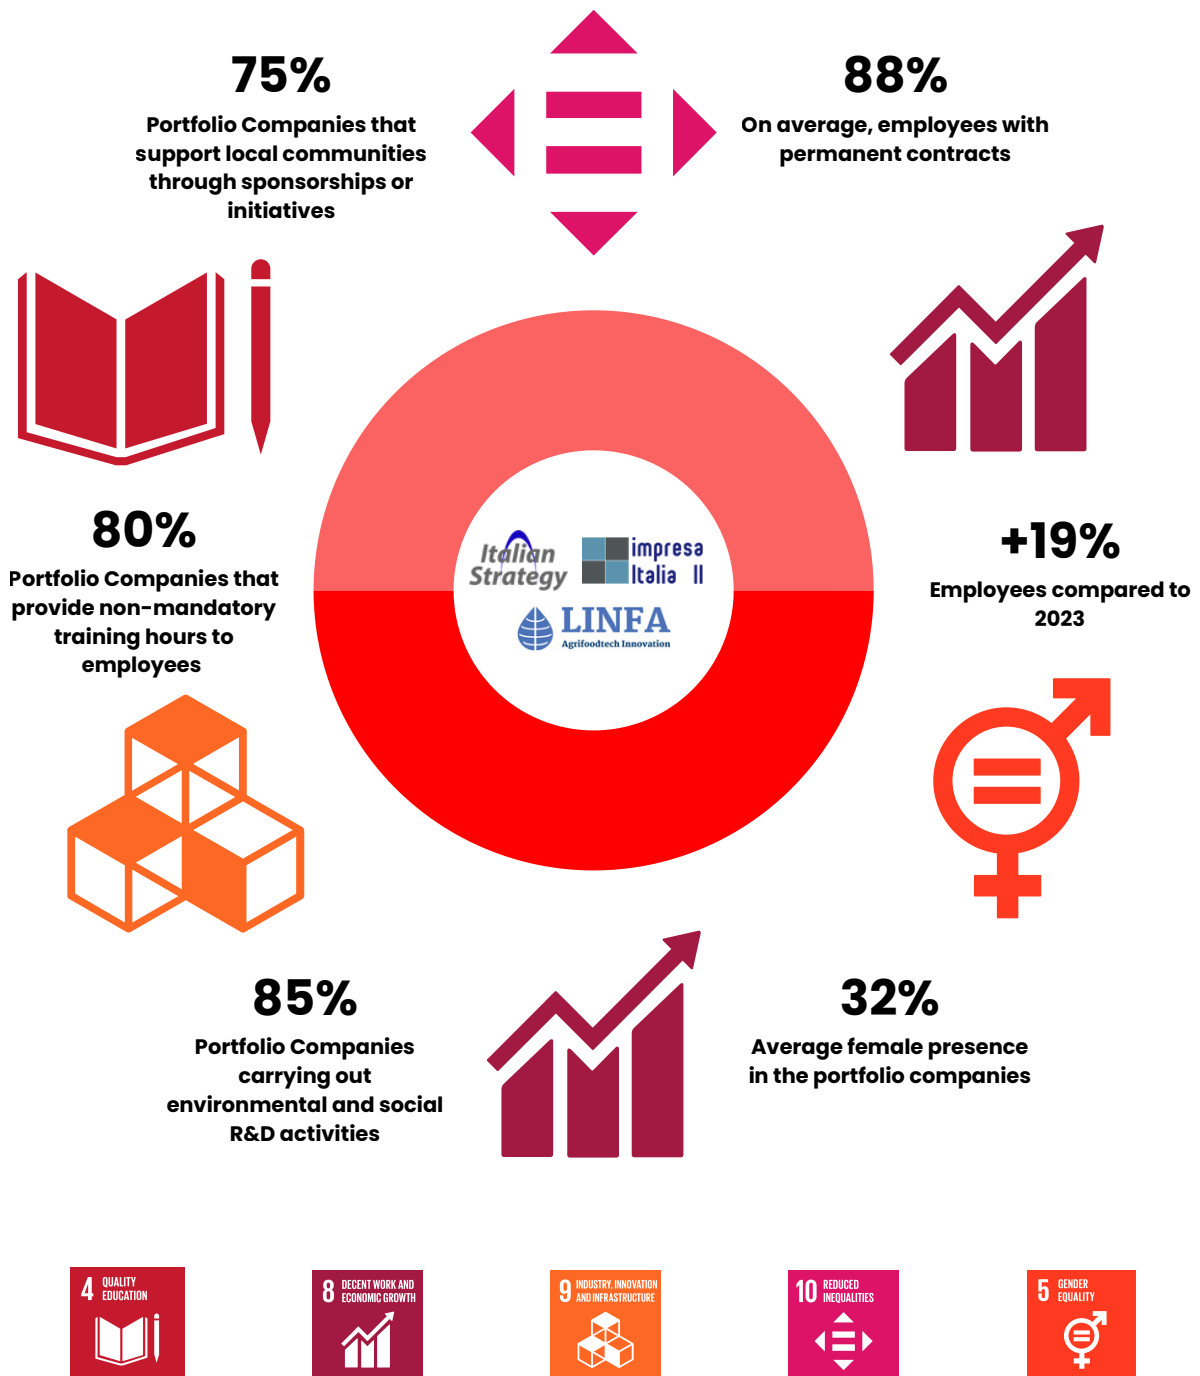 75%
Portfolio Companies that
support local communities
through sponsorships or
initiatives
88%
On average, employees with
permanent contracts
80%
Portfolio Companies that
provide non-mandatory
training hours to
employees
Italian
Strategy
impresa
Italia II
LINFA
Agrifoodtech Innovation
+19%
Employees compared to
2023
85%
Portfolio Companies
carrying out
environmental and social
R&D activities
32%
Average female presence
in the portfolio companies
4 QUALITY
EDUCATION
8 DECENT WORK AND
ECONOMIC GROWTH
9 INDUSTRY, INNOVATION
AND INFRASTRUCTURE
10 REDUCED
INEQUALITIES
5 GENDER
EQUALITY